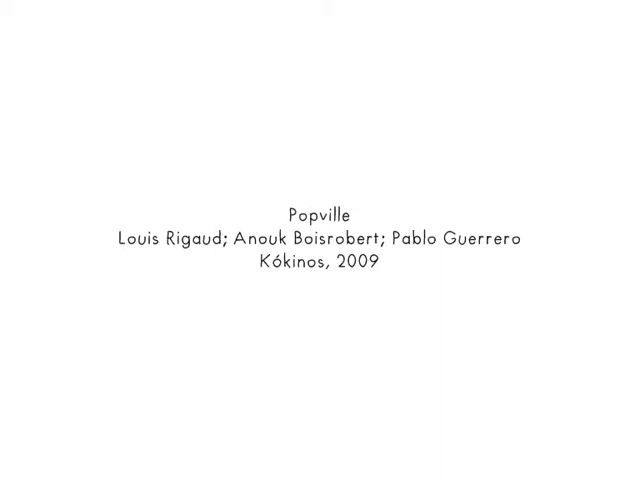 Popville
Louis Rigaud; Anouk Boisrobert; Pablo Guerrero
Kókinos, 2009